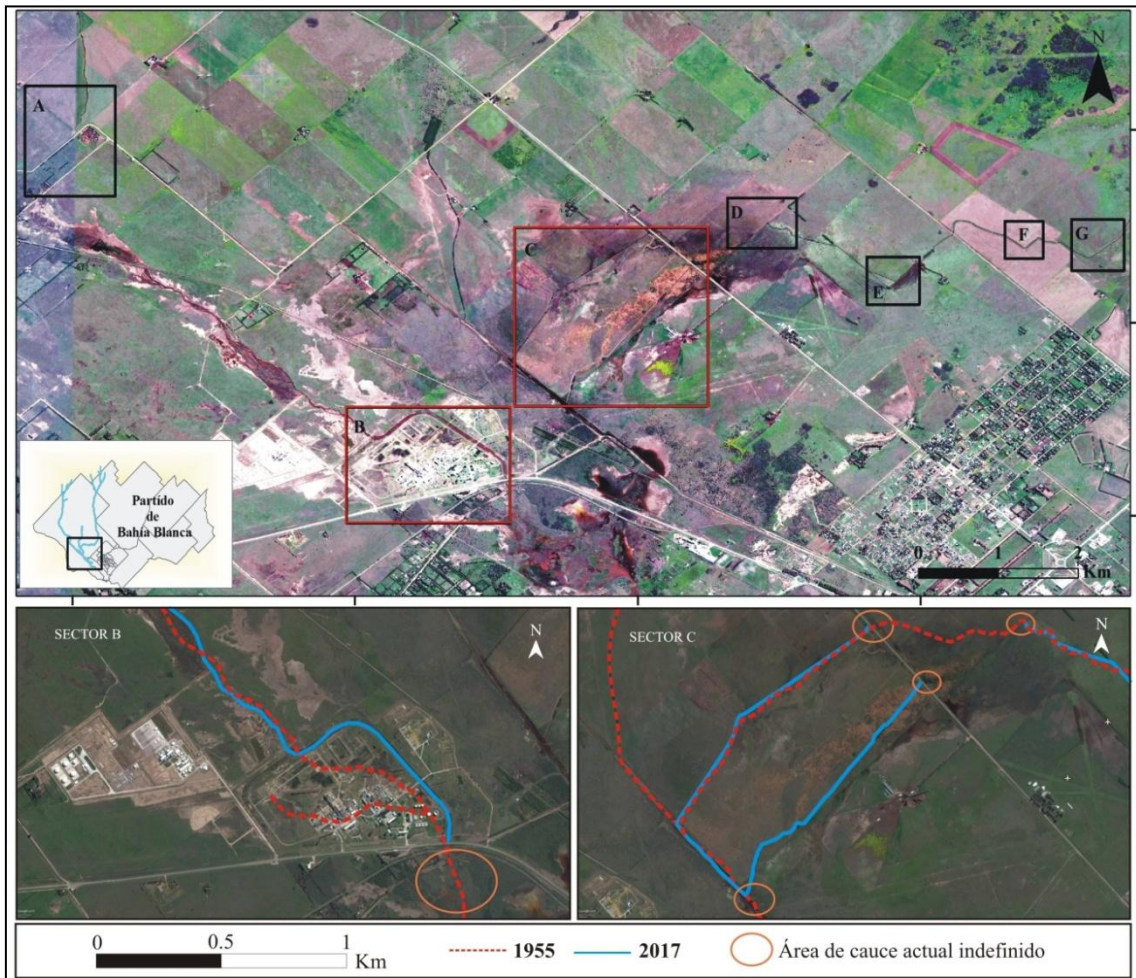 N
A
D
F
G
C
E
B
Partido
de
Bahía Blanca
0 1 2
Km
SECTOR B
N
SECTOR C
N
0 0.5 1
Km
1955
2017
Área de cauce actual indefinido